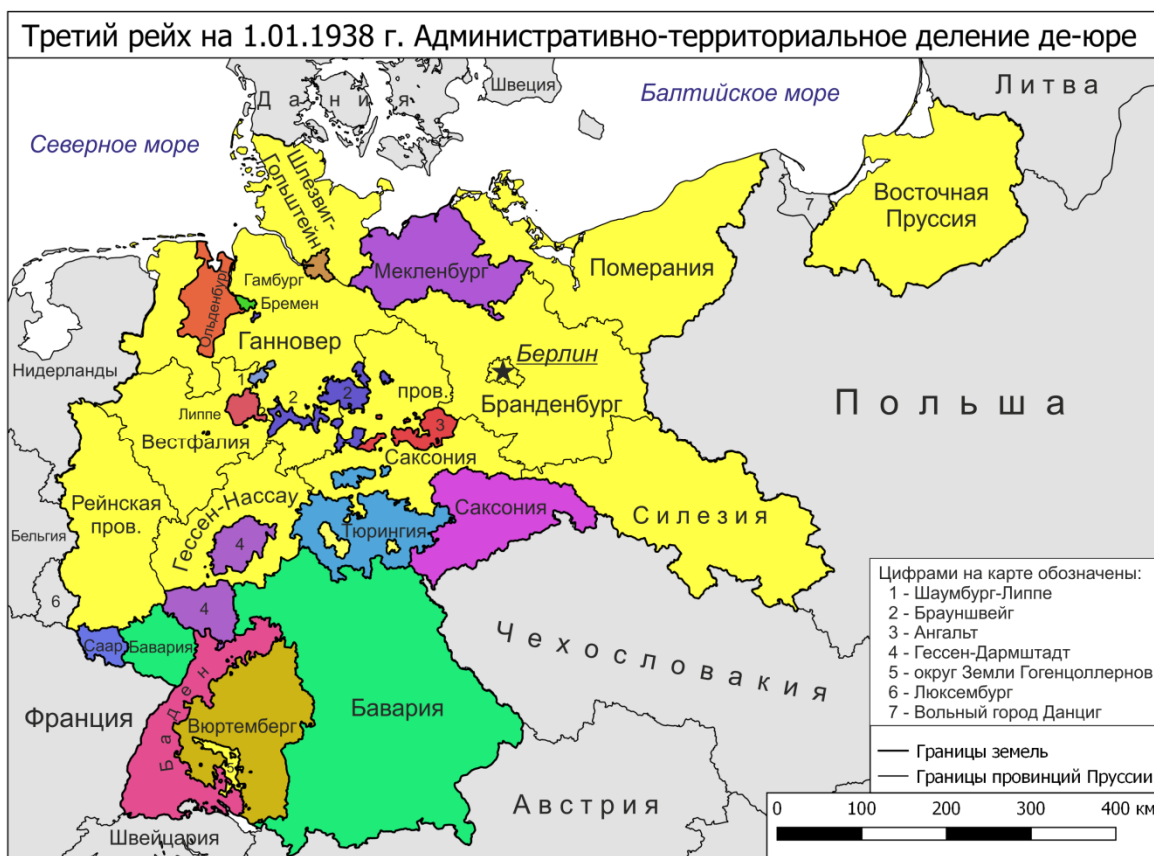 Третий рейх на 1.01.1938 г. Административно-территориальное деление де-юре
Дания
Швеция
Балтийское море
Литва
Северное море
Шлезвиг-
Гольштейн
7
Восточная
Пруссия
Мекленбург
Померания
Гамбург
Бремен
Ольденбург
Ганновер
Берлин
Нидерланды
1
2
2
пров.
Бранденбург
Польша
Липпе
2
3
Вестфалия
Саксония
Рейнская
пров.
Гессен-Нассау
Саксония
Силезия
Тюрингия
Бельгия
4
6
4
Саар
Бавария
Чехословакия
Франция
Баден
Вюртемберг
Бавария
5
Австрия
Швейцария
Цифрами на карте обозначены:
1 - Шаумбург-Липпе
2 - Брауншвейг
3 - Ангальт
4 - Гессен-Дармштадт
5 - округ Земли Гогенцоллернов
6 - Люксембург
7 - Вольный город Данциг
Границы земель
Границы провинций Пруссии
0 100 200 300 400 км